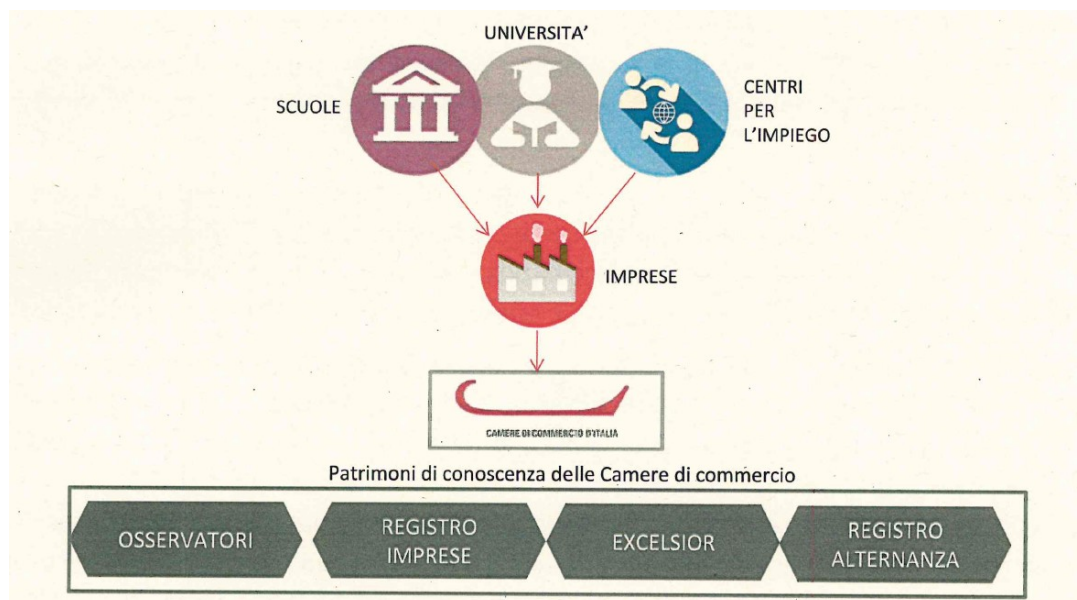 UNIVERSITA'
SCUOLE
CENTRI
PER
L'IMPIEGO
IMPRESE
CAMERE DI COMMERCIO D'ITALIA
Patrimoni di conoscenza delle Camere di commercio
OSSERVATORI
REGISTRO
IMPRESE
EXCELSIOR
REGISTRO
ALTERNANZA